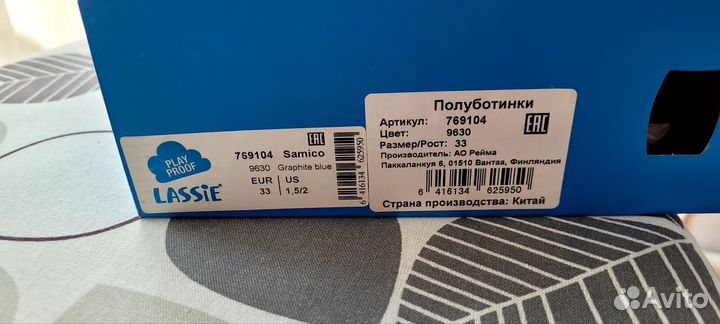 PLAY
PROOF
LASSIE
EAC
769104 Samico
9630 Graphite blue
EUR US
33 1,5/2
6 416134 625950
Полуботинки
Артикул: 769104
Цвет: 9630
Размер/Рост: 33
EAC
Производитель: АО Рейма
Паккаланкуя 6, 01510 Вантаа, Финляндия
6 416134 625950
Страна производства: Китай
Avito